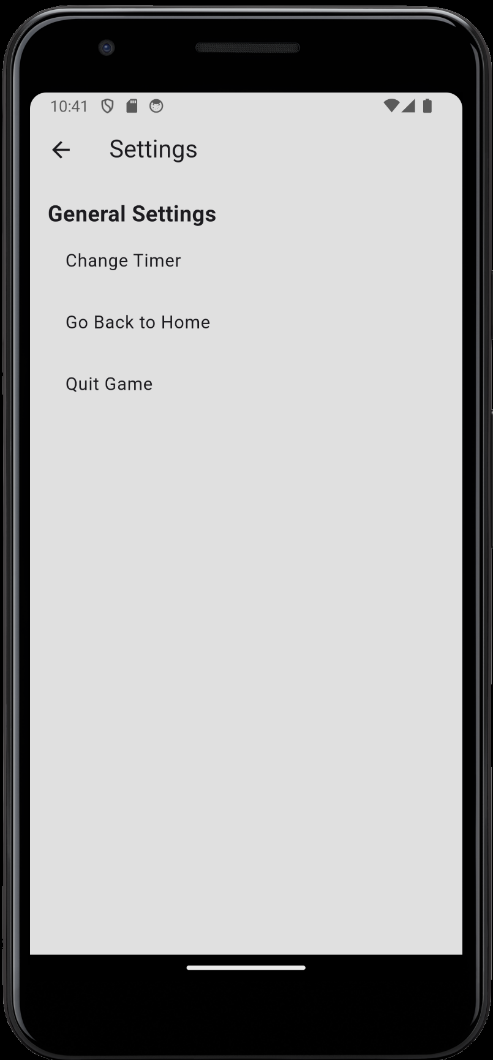 10:41
Settings
General Settings
Change Timer
Go Back to Home
Quit Game